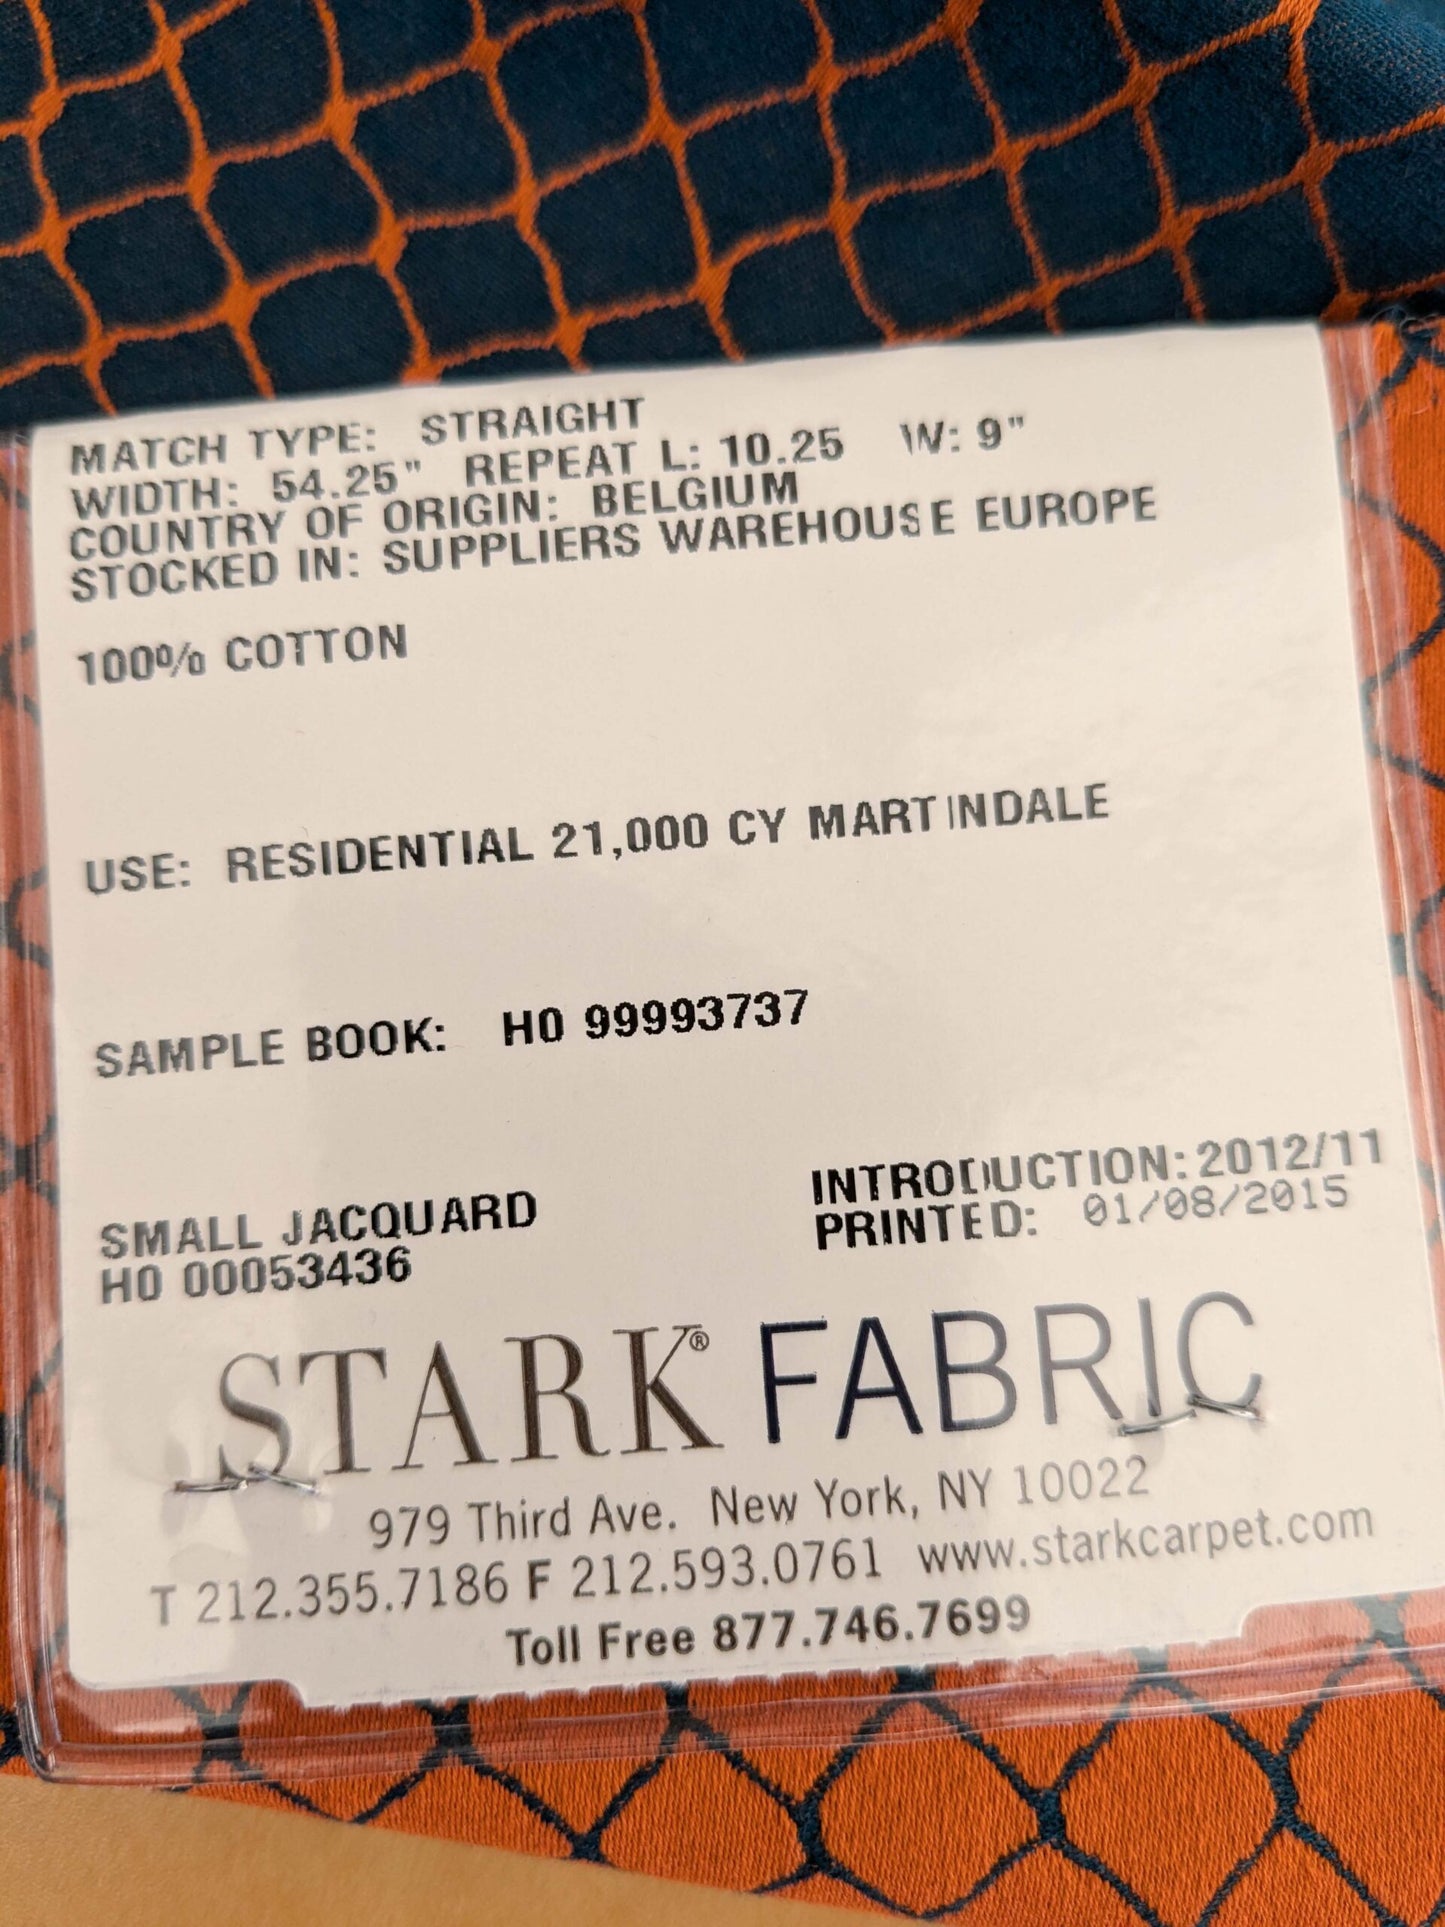 MATCH TYPE: STRAIGHT
WIDTH: 54.25" REPEAT L: 10.25 W: 9"
COUNTRY OF ORIGIN: BELGIUM
STOCKED IN: SUPPLIERS WAREHOUSE EUROPE
100% COTTON
USE: RESIDENTIAL 21,000 CY MARTINDALE
SAMPLE BOOK: H0 99993737
SMALL JACQUARD
H0 00053436
INTRODUCTION: 2012/11
PRINTED: 01/08/2015
STARK® FABRIC
979 Third Ave. New York, NY 10022
T 212.355.7186 F 212.593.0761 www.starkcarpet.com
Toll Free 877.746.7699